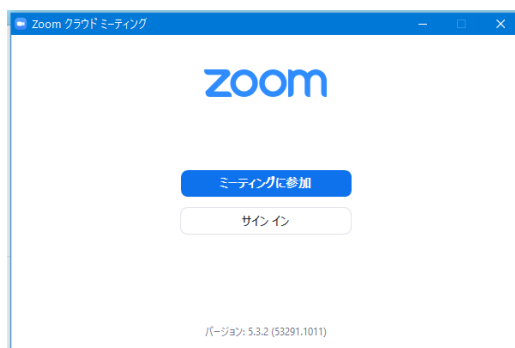 Zoom クラウド ミーティング
zoom
ミーティングに参加
サイン イン
バージョン: 5.3.2 (53291.1011)